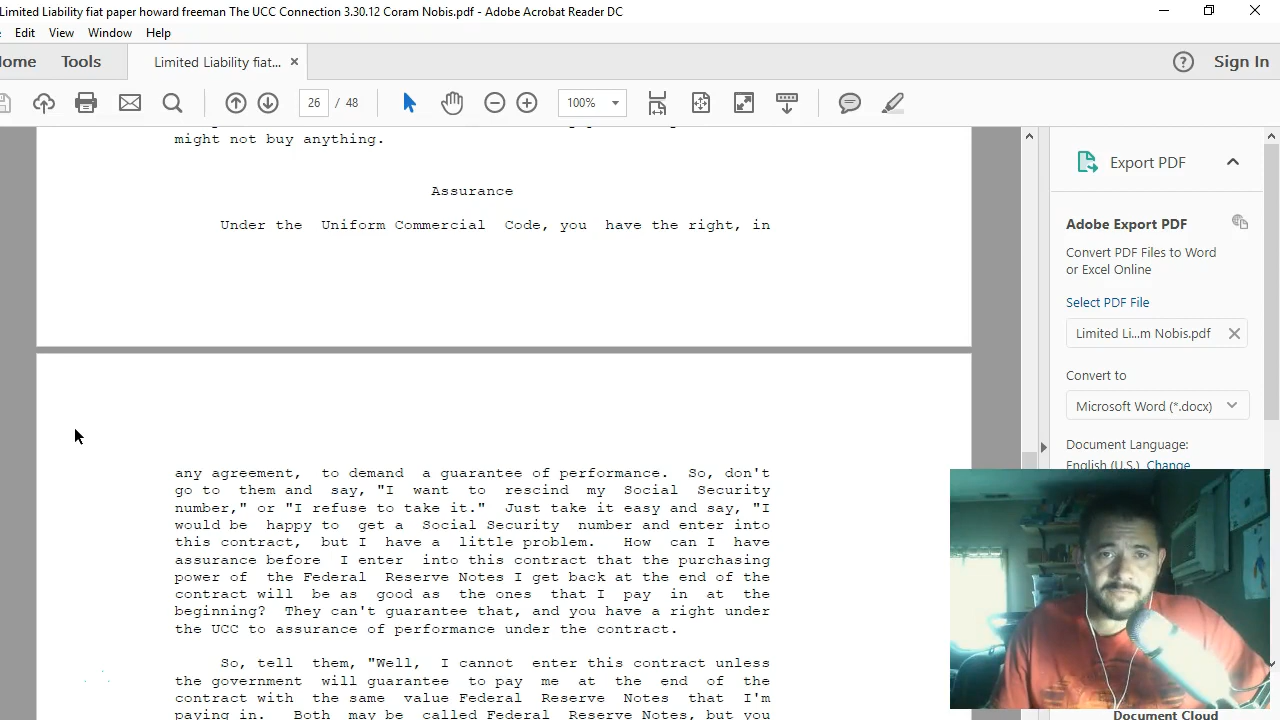 Limited Liability fiat paper howard freeman The UCC Connection 3.30.12 Coram Nobis.pdf - Adobe Acrobat Reader DC
Edit View Window Help
ome Tools Limited Liability fiat... Sign In
26 / 48 100%
might not buy anything.
Assurance
Under the Uniform Commercial Code, you have the right, in
any agreement, to demand a guarantee of performance. So, don't
go to them and say, "I want to rescind my Social Security
number," or "I refuse to take it." Just take it easy and say, "I
would be happy to get a Social Security number and enter into
this contract, but I have a little problem. How can I have
assurance before I enter into this contract that the purchasing
power of the Federal Reserve Notes I get back at the end of the
contract will be as good as the ones that I pay in at the
beginning? They can't guarantee that, and you have a right under
the UCC to assurance of performance under the contract.
So, tell them, "Well, I cannot enter this contract unless
the government will guarantee to pay me at the end of the
contract with the same value Federal Reserve Notes that I'm
paying in. Both may be called Federal Reserve Notes, but you
Export PDF
Adobe Export PDF
Convert PDF Files to Word
or Excel Online
Select PDF File
Limited Li...m Nobis.pdf
Convert to
Microsoft Word (*.docx)
Document Language:
English (U.S.) Change
Document Cloud